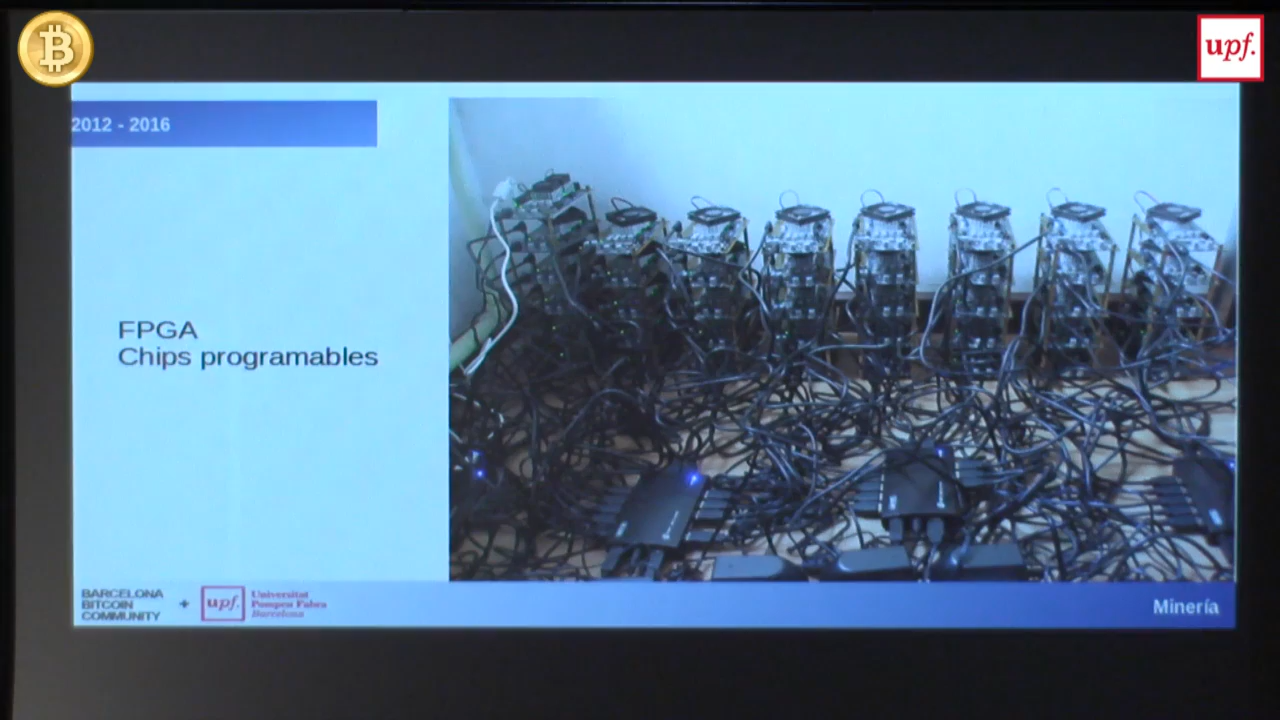 upf.
2012 - 2016
FPGA
Chips programables
BARCELONA
BITCOIN
COMMUNITY
+
upf.
Universitat
Pompeu Fabra
Barcelona
Minería